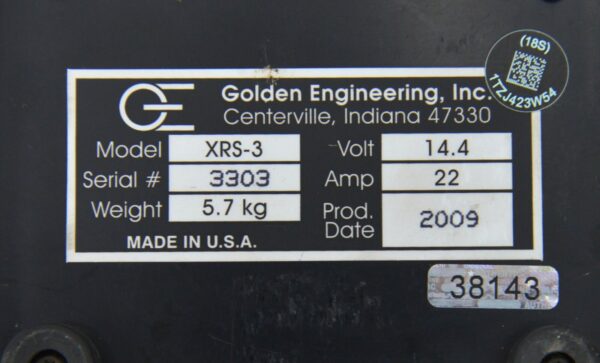 GE
Golden Engineering, Inc.
Centerville, Indiana 47330
Model XRS-3 Volt 14.4
Serial # 3303 Amp 22
Weight 5.7 kg Prod. Date 2009
MADE IN U.S.A.
(18S)
1TZJ423W54
38143